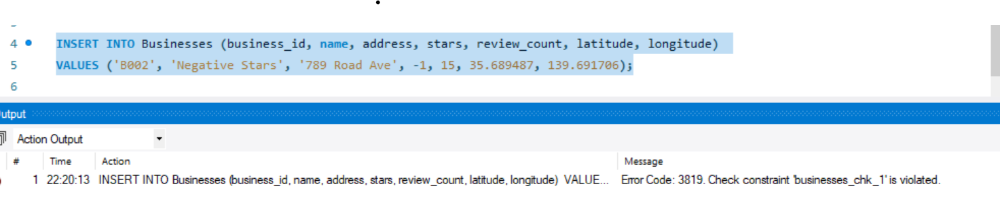 4 INSERT INTO Businesses (business_id, name, address, stars, review_count, latitude, longitude)
5 VALUES ('B002', 'Negative Stars', '789 Road Ave', -1, 15, 35.689487, 139.691706);
6
Action Output
# Time Action Message
1 22:20:13 INSERT INTO Businesses (business_id, name, address, stars, review_count, latitude, longitude) VALUE... Error Code: 3819. Check constraint 'businesses_chk_1' is violated.